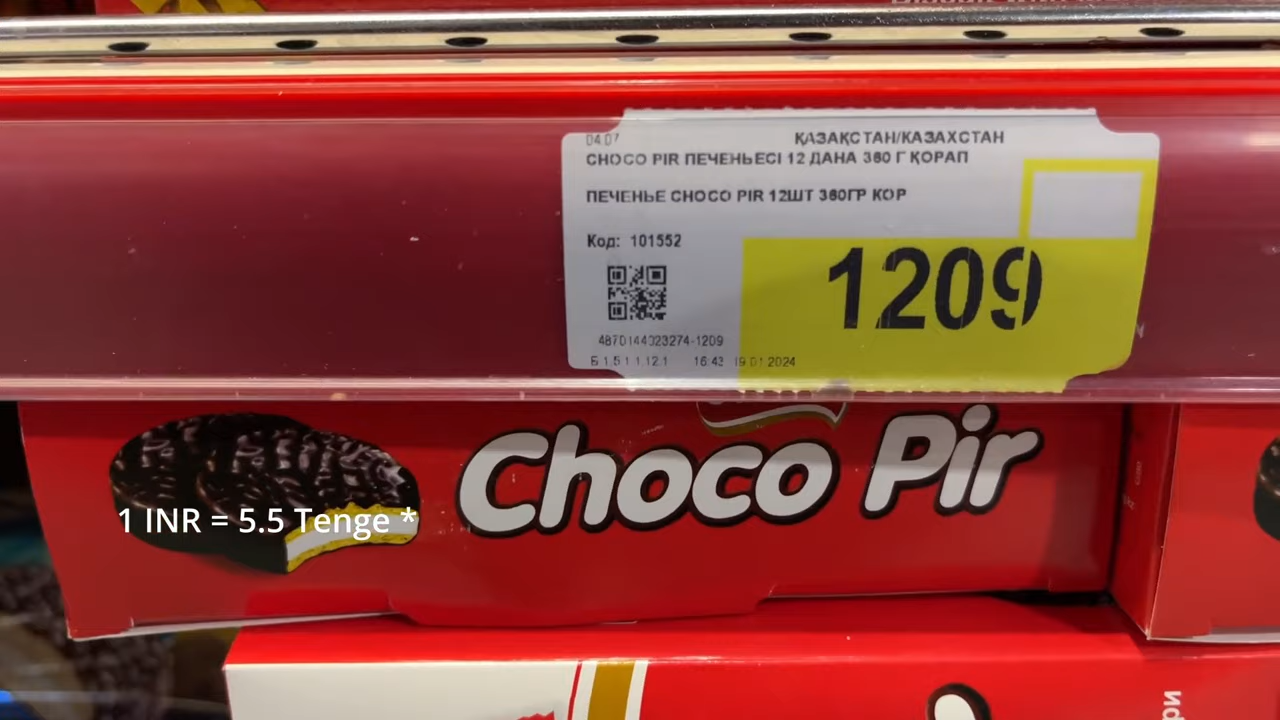 04.07
ҚАЗАҚСТАН/КАЗАХСТАН
CHOCO PIR ПЕЧЕНЬЕСІ 12 ДАНА 360 Г ҚОРАП
ПЕЧЕНЬЕ CHOCO PIR 12ШТ 360ГР КОР
Код: 101552
1209
4870144023274-1209
Б 1.5.1.1.12.1 16:43 19.01.2024
Choco Pir
1 INR = 5.5 Tenge *